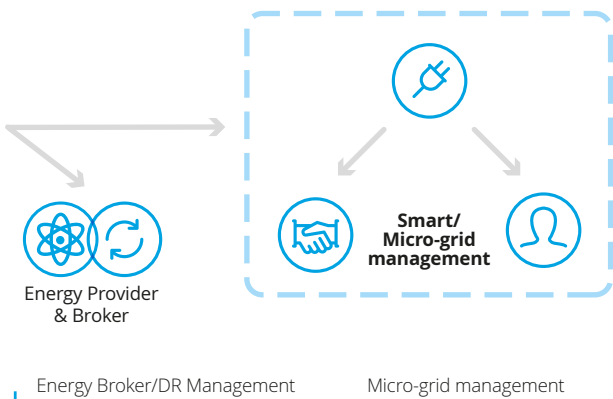 Smart/
Micro-grid
management
Energy Provider
& Broker
Energy Broker/DR Management
Micro-grid management